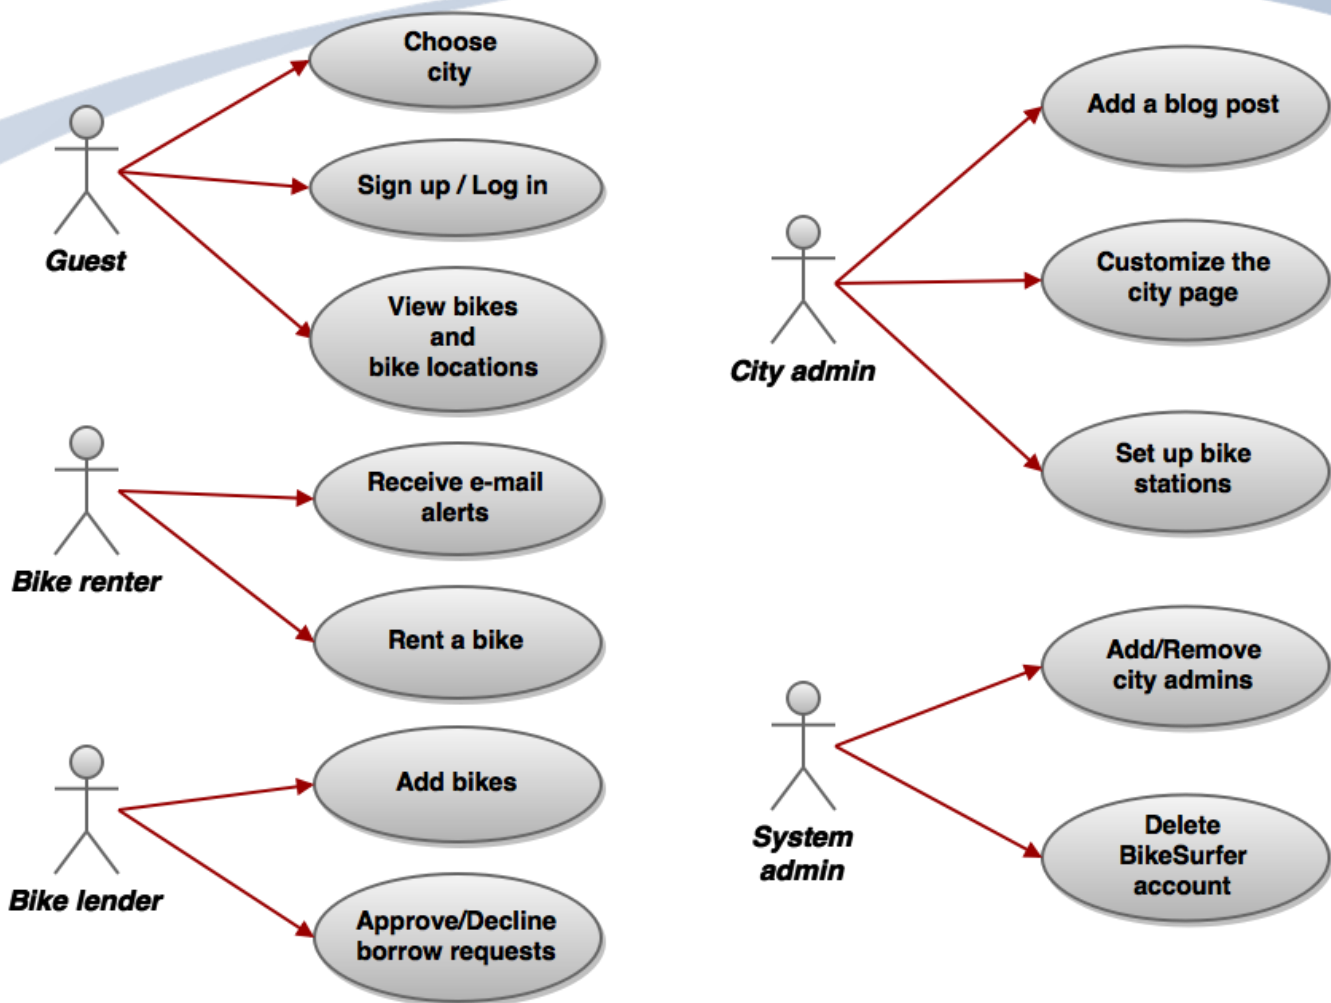 Choose
city
Sign up / Log in
Guest
View bikes
and
bike locations
Receive e-mail
alerts
Bike renter
Rent a bike
Add bikes
Bike lender
Approve/Decline
borrow requests
Add a blog post
Customize the
city page
City admin
Set up bike
stations
Add/Remove
city admins
System
admin
Delete
BikeSurfer
account